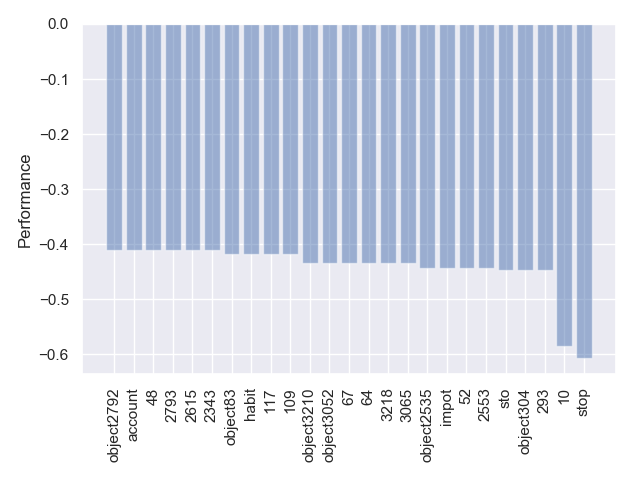 0.0
−0.1
−0.2
−0.3
−0.4
−0.5
−0.6
Performance
object2792
account
48
2793
2615
2343
object83
habit
117
109
object3210
object3052
67
64
3218
3065
object2535
impot
52
2553
sto
object304
293
10
stop